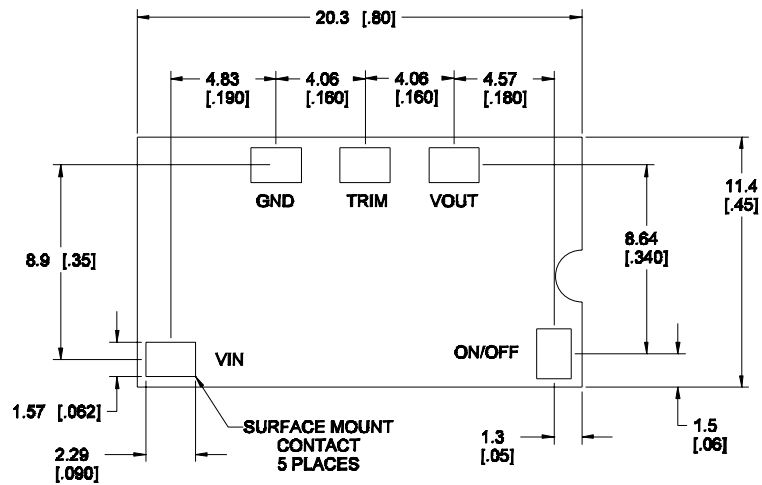 20.3 [.80]
4.83
[.190]
4.06
[.160]
4.06
[.160]
4.57
[.180]
GND
TRIM
VOUT
11.4
[.45]
8.9 [.35]
8.64
[.340]
VIN
ON/OFF
1.57 [.062]
SURFACE MOUNT
CONTACT
5 PLACES
2.29
[.090]
1.3
[.05]
1.5
[.06]